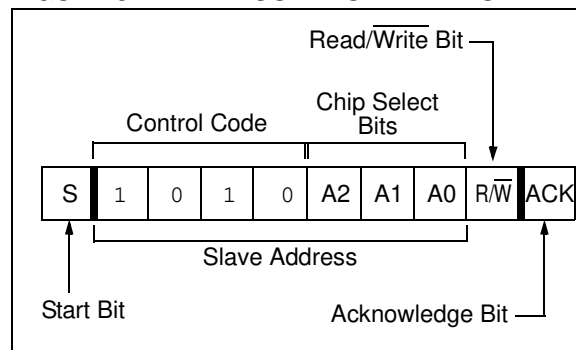 Read/Write Bit
Chip Select
Control Code Bits
S 1 0 1 0 A2 A1 A0 R/W ACK
Slave Address
Start Bit
Acknowledge Bit